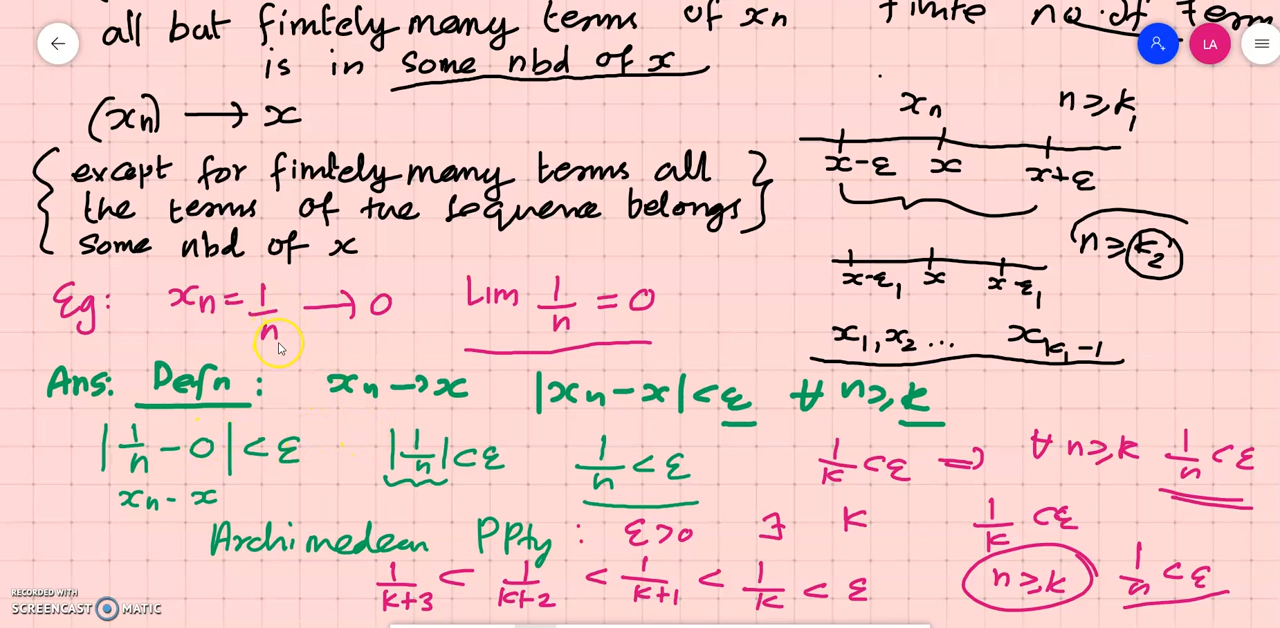 all but finitely many terms of xn
is in some nbd of x
finite no. of term
LA
(xn) → x
{ except for finitely many terms all
the terms of the sequence belongs
some nbd of x }
xn n ≥ k₁
x-ε x x+ε
n ≥ k₂
x-ε₁ x x-ε₁
x₁, x₂ ... x_{k₁-1}
Eg: xn = 1/n → 0 Lim 1/n = 0
Ans: Defn : xn → x |xn - x| < ε ∀ n ≥ k
|1/n - 0| < ε |1/n| < ε 1/n < ε
xn - x
1/k < ε ⇒ ∀ n ≥ k 1/n < ε
Archimedean PPty : ε > 0 ∃ k 1/k < ε
1/k+3 < 1/k+2 < 1/k+1 < 1/k < ε
n ≥ k 1/n < ε
RECORDED WITH
SCREENCAST MATIC